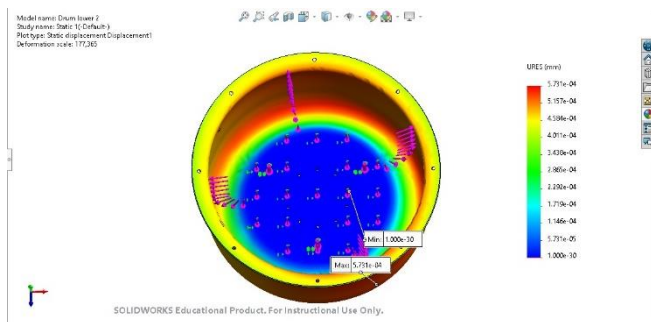 Model name: Drum lower 2
Study name: Static 1(-Default-)
Plot type: Static displacement Displacement1
Deformation scale: 177,365
URES (mm)
5.731e-04
5.157e-04
4.584e-04
4.011e-04
3.438e-04
2.865e-04
2.292e-04
1.719e-04
1.146e-04
5.731e-05
1.000e-30
Min: 1.000e-30
Max: 5.731e-04
SOLIDWORKS Educational Product. For Instructional Use Only.